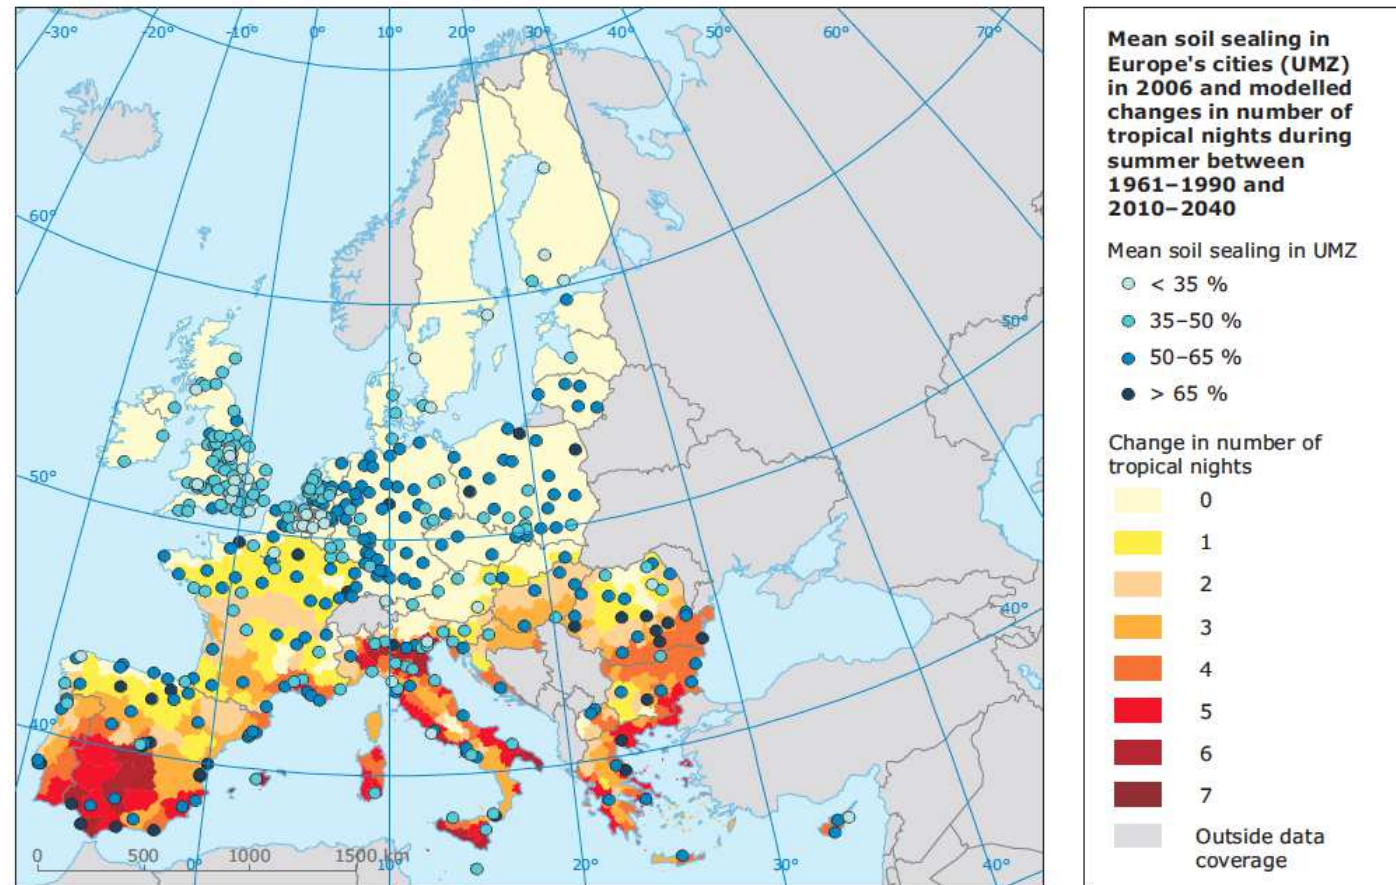 -30° -20° -10° 0° 10° 20° 30° 40° 50° 60° 70°
60°
50°
50°
40°
40°
0 500 1000 1500 km
0° 10° 20° 30° 40°
Mean soil sealing in
Europe's cities (UMZ)
in 2006 and modelled
changes in number of
tropical nights during
summer between
1961–1990 and
2010–2040
Mean soil sealing in UMZ
< 35 %
35–50 %
50–65 %
> 65 %
Change in number of
tropical nights
0
1
2
3
4
5
6
7
Outside data
coverage